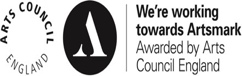 ARTS COUNCIL
ENGLAND
A
We're working
towards Artsmark
Awarded by Arts
Council England